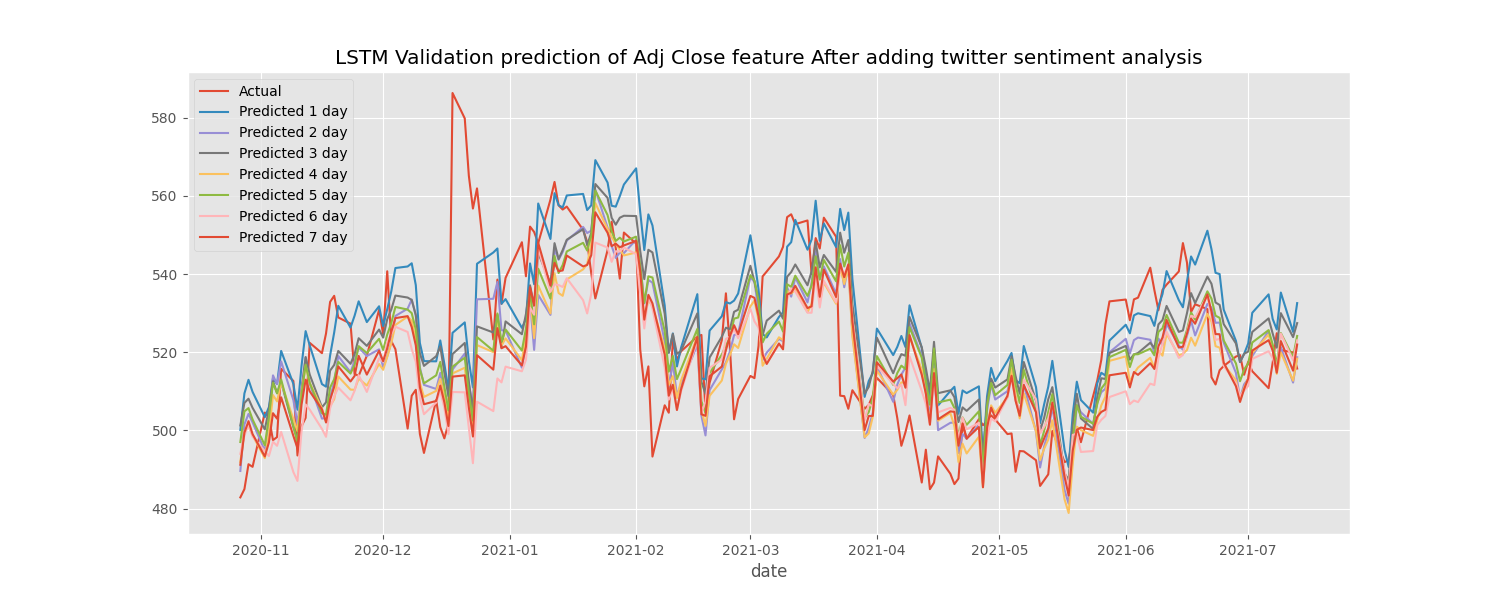 LSTM Validation prediction of Adj Close feature After adding twitter sentiment analysis
Actual
Predicted 1 day
Predicted 2 day
Predicted 3 day
Predicted 4 day
Predicted 5 day
Predicted 6 day
Predicted 7 day
580
560
540
520
500
480
2020-11 2020-12 2021-01 2021-02 2021-03 2021-04 2021-05 2021-06 2021-07
date